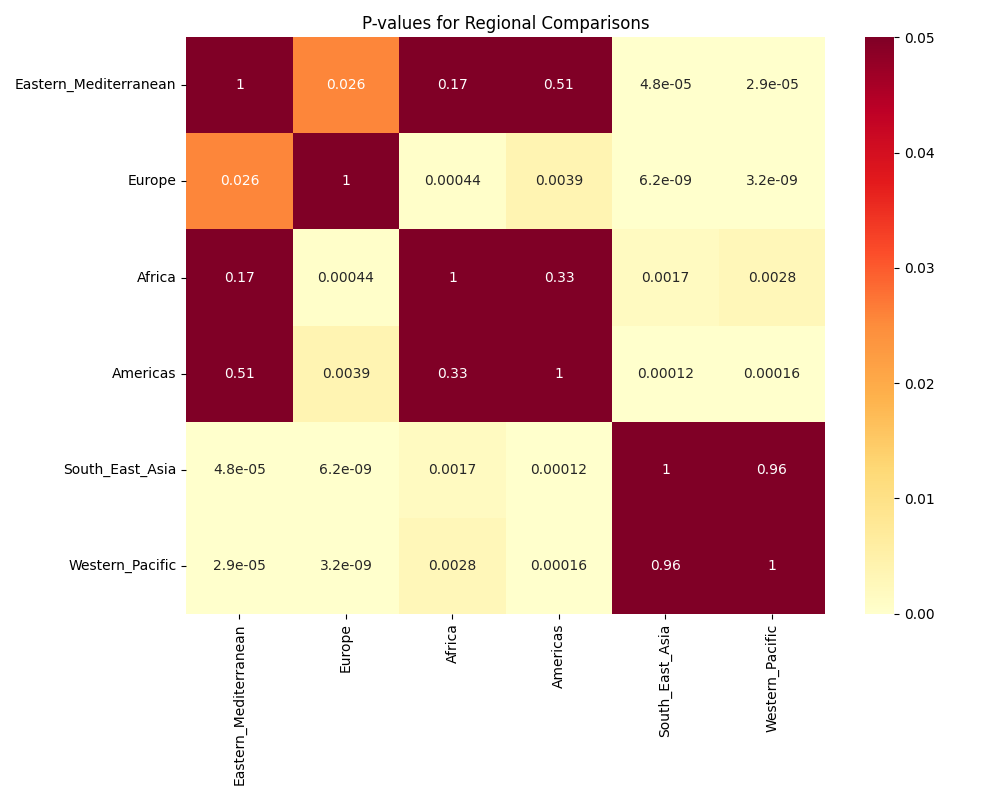 P-values for Regional Comparisons
Eastern_Mediterranean 1 0.026 0.17 0.51 4.8e-05 2.9e-05
Europe 0.026 1 0.00044 0.0039 6.2e-09 3.2e-09
Africa 0.17 0.00044 1 0.33 0.0017 0.0028
Americas 0.51 0.0039 0.33 1 0.00012 0.00016
South_East_Asia 4.8e-05 6.2e-09 0.0017 0.00012 1 0.96
Western_Pacific 2.9e-05 3.2e-09 0.0028 0.00016 0.96 1
Eastern_Mediterranean
Europe
Africa
Americas
South_East_Asia
Western_Pacific
0.05
0.04
0.03
0.02
0.01
0.00